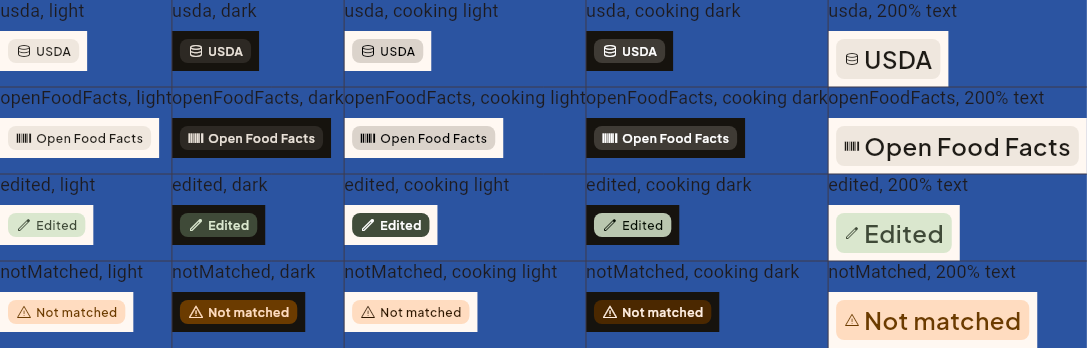 usda, light usda, dark usda, cooking light usda, cooking dark usda, 200% text
USDA USDA USDA USDA USDA
openFoodFacts, light openFoodFacts, dark openFoodFacts, cooking light openFoodFacts, cooking dark openFoodFacts, 200% text
Open Food Facts Open Food Facts Open Food Facts Open Food Facts Open Food Facts
edited, light edited, dark edited, cooking light edited, cooking dark edited, 200% text
Edited Edited Edited Edited Edited
notMatched, light notMatched, dark notMatched, cooking light notMatched, cooking dark notMatched, 200% text
Not matched Not matched Not matched Not matched Not matched